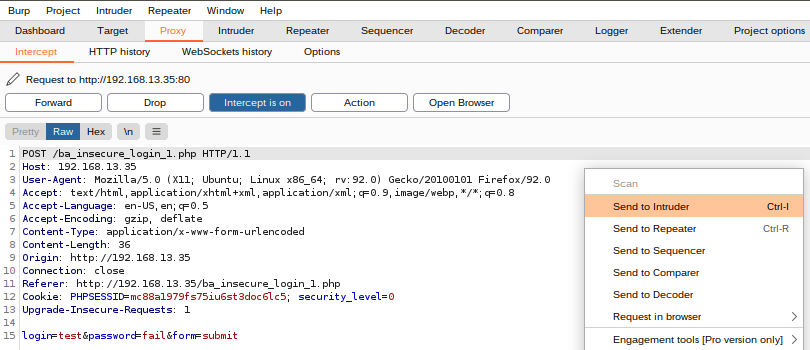 Burp Project Intruder Repeater Window Help
Dashboard Target Proxy Intruder Repeater Sequencer Decoder Comparer Logger Extender Project options
Intercept HTTP history WebSockets history Options
Request to http://192.168.13.35:80
Forward Drop Intercept is on Action Open Browser
Pretty Raw Hex \n ≡
1 POST /ba_insecure_login_1.php HTTP/1.1
2 Host: 192.168.13.35
3 User-Agent: Mozilla/5.0 (X11; Ubuntu; Linux x86_64; rv:92.0) Gecko/20100101 Firefox/92.0
4 Accept: text/html,application/xhtml+xml,application/xml;q=0.9,image/webp,*/*;q=0.8
5 Accept-Language: en-US,en;q=0.5
6 Accept-Encoding: gzip, deflate
7 Content-Type: application/x-www-form-urlencoded
8 Content-Length: 36
9 Origin: http://192.168.13.35
10 Connection: close
11 Referer: http://192.168.13.35/ba_insecure_login_1.php
12 Cookie: PHPSESSID=mc88a1979fs75iu6st3doc6lc5; security_level=0
13 Upgrade-Insecure-Requests: 1
14
15 login=test&password=fail&form=submit
Scan
Send to Intruder Ctrl-I
Send to Repeater Ctrl-R
Send to Sequencer
Send to Comparer
Send to Decoder
Request in browser >
Engagement tools [Pro version only] >